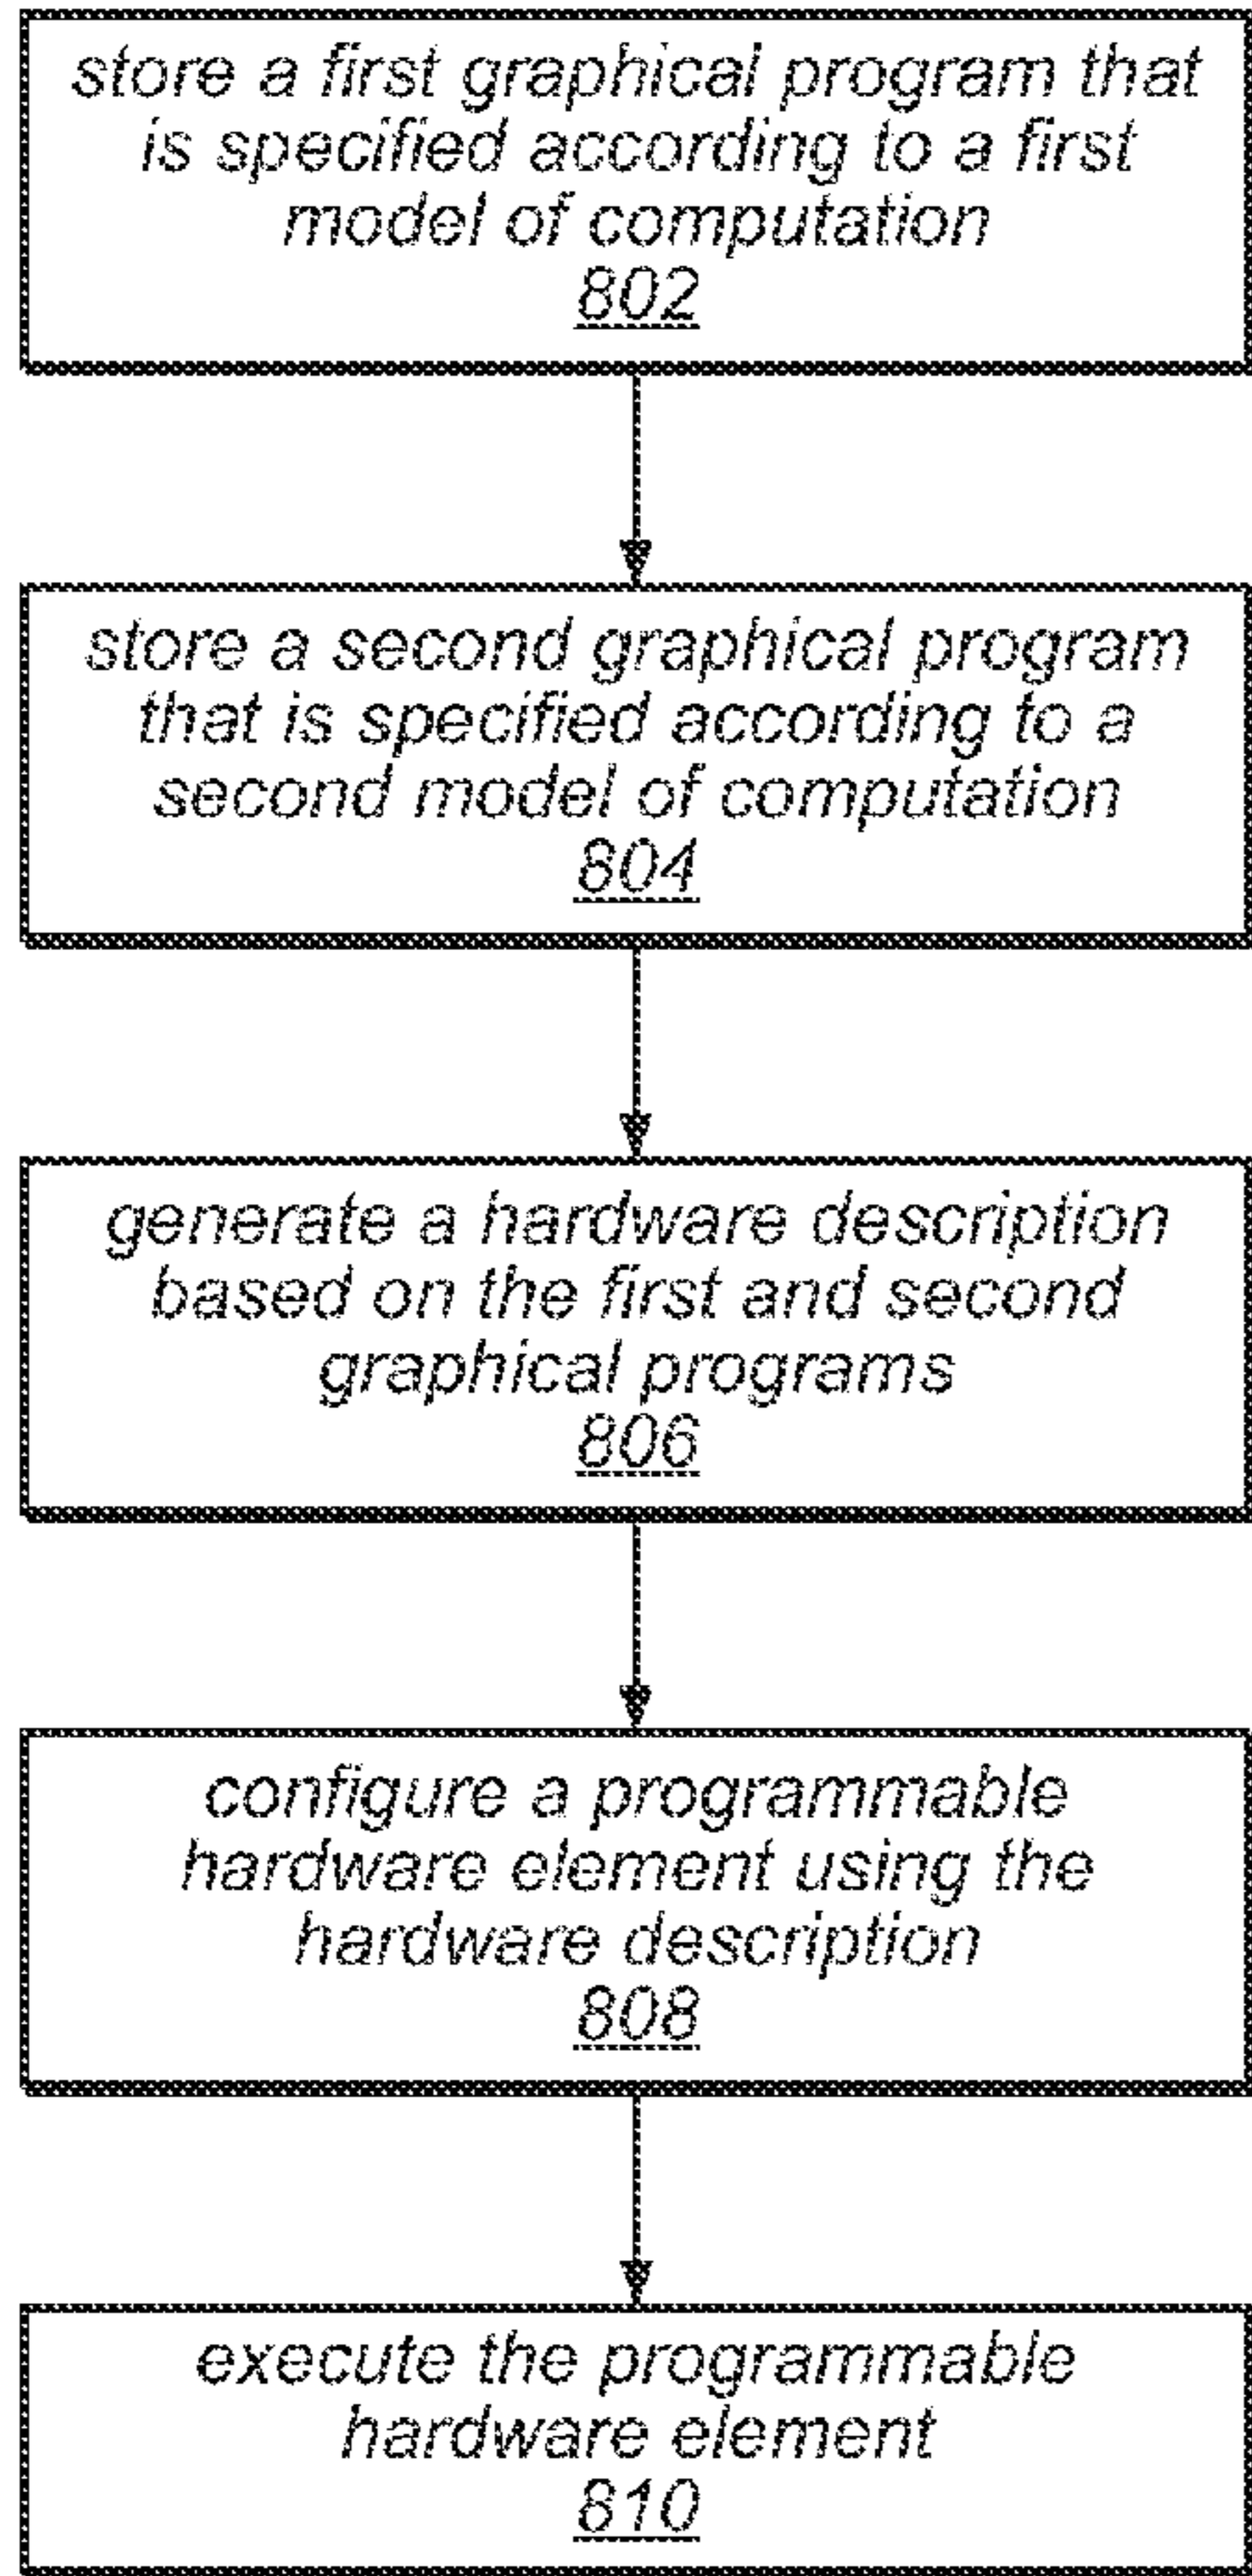 store a first graphical program that
is specified according to a first
model of computation
802
store a second graphical program
that is specified according to a
second model of computation
804
generate a hardware description
based on the first and second
graphical programs
806
configure a programmable
hardware element using the
hardware description
808
execute the programmable
hardware element
810